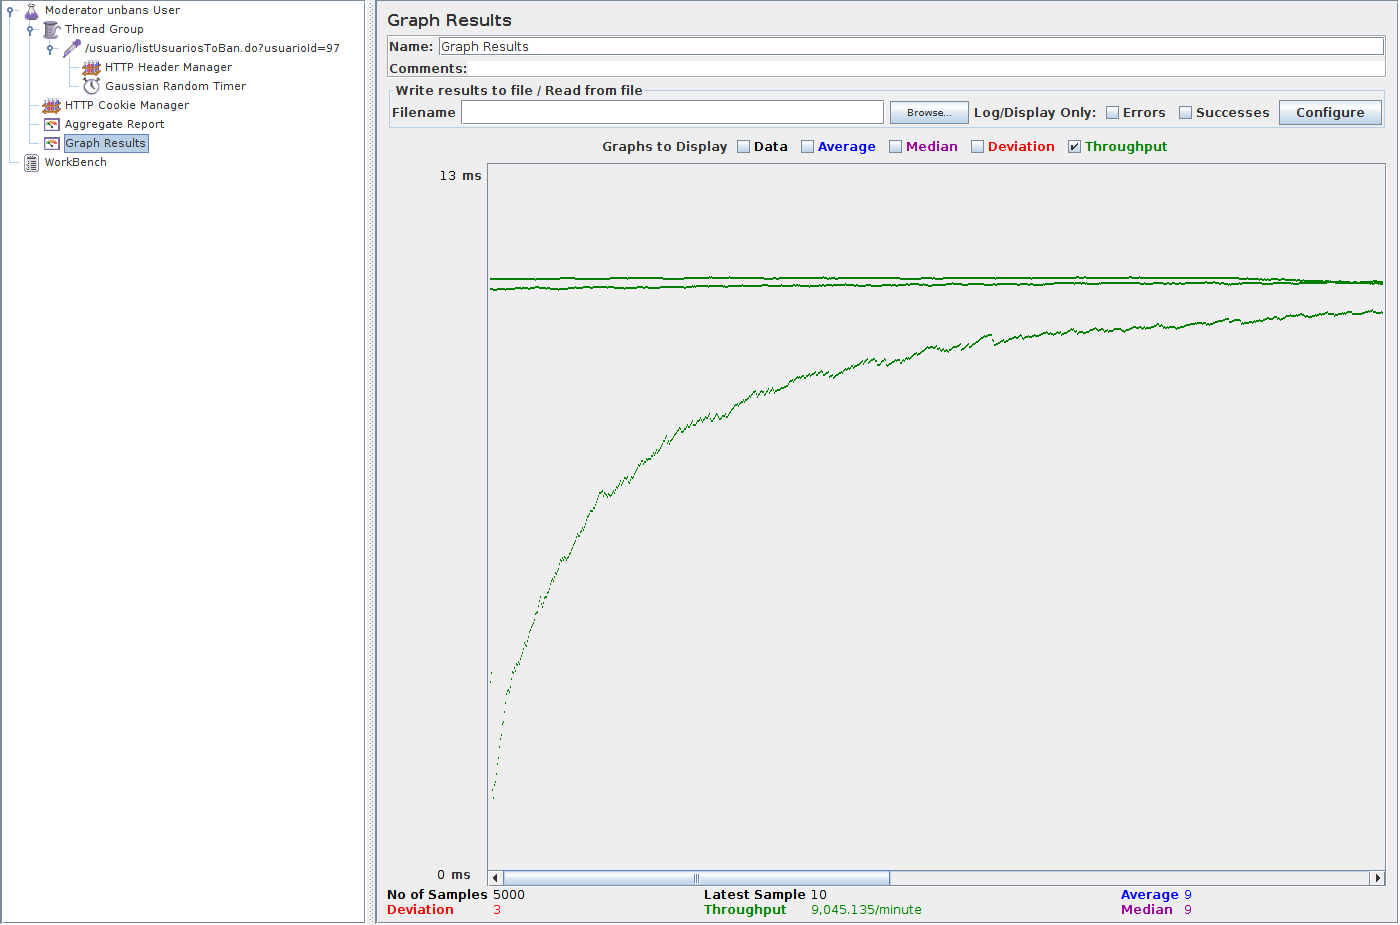 Moderator unbans User
Thread Group
/usuario/listUsuariosToBan.do?usuarioId=97
HTTP Header Manager
Gaussian Random Timer
HTTP Cookie Manager
Aggregate Report
Graph Results
WorkBench
Graph Results
Name: Graph Results
Comments:
Write results to file / Read from file
Filename Browse... Log/Display Only: Errors Successes Configure
Graphs to Display Data Average Median Deviation Throughput
13 ms
0 ms
No of Samples 5000 Latest Sample 10 Average 9
Deviation 3 Throughput 9,045.135/minute Median 9